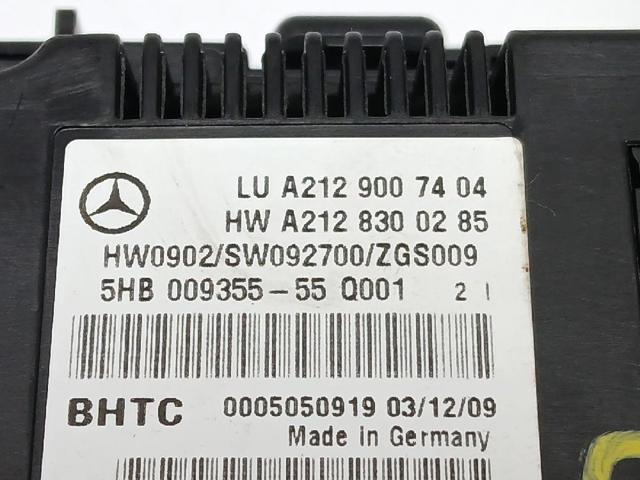 LU A212 900 74 04
HW A212 830 02 85
HW0902/SW092700/ZGS009
5HB 009355-55 Q001 2 I
BHTC 0005050919 03/12/09
Made in Germany